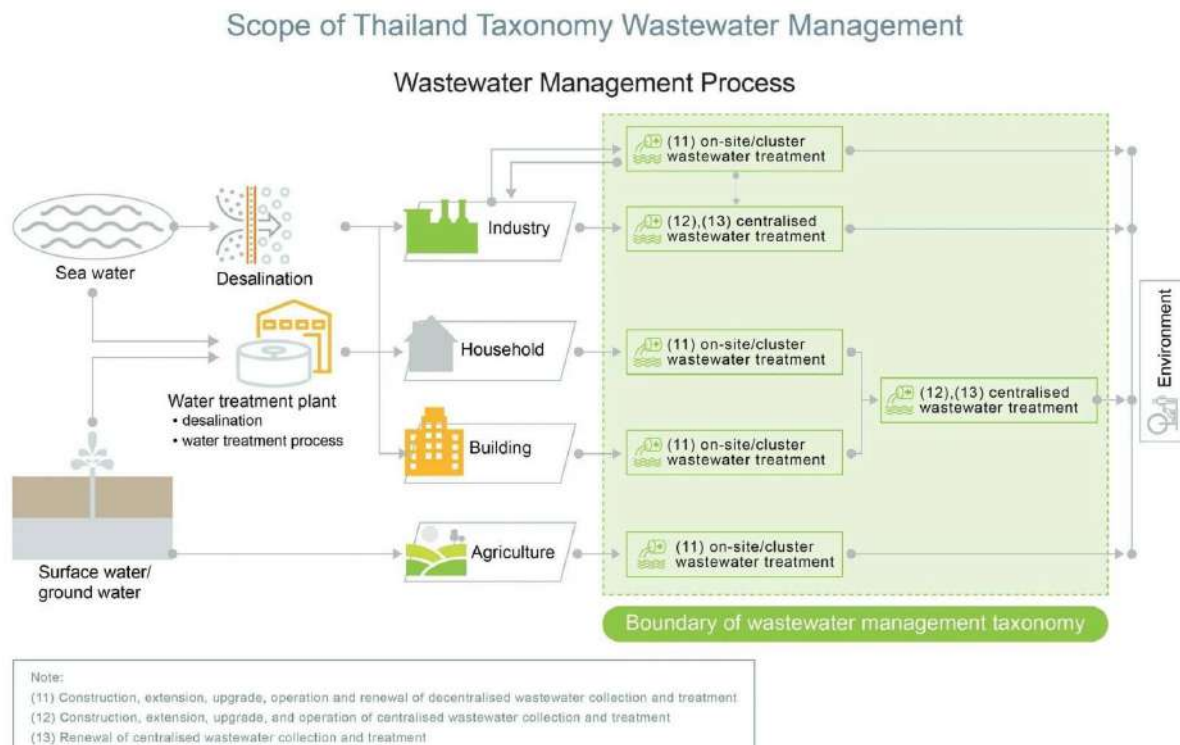 Scope of Thailand Taxonomy Wastewater Management
Wastewater Management Process
Sea water
Desalination
Water treatment plant
• desalination
• water treatment process
Surface water/
ground water
Industry
Household
Building
Agriculture
(11) on-site/cluster
wastewater treatment
(12),(13) centralised
wastewater treatment
(11) on-site/cluster
wastewater treatment
(12),(13) centralised
wastewater treatment
(11) on-site/cluster
wastewater treatment
(11) on-site/cluster
wastewater treatment
Environment
Boundary of wastewater management taxonomy
Note:
(11) Construction, extension, upgrade, operation and renewal of decentralised wastewater collection and treatment
(12) Construction, extension, upgrade, and operation of centralised wastewater collection and treatment
(13) Renewal of centralised wastewater collection and treatment